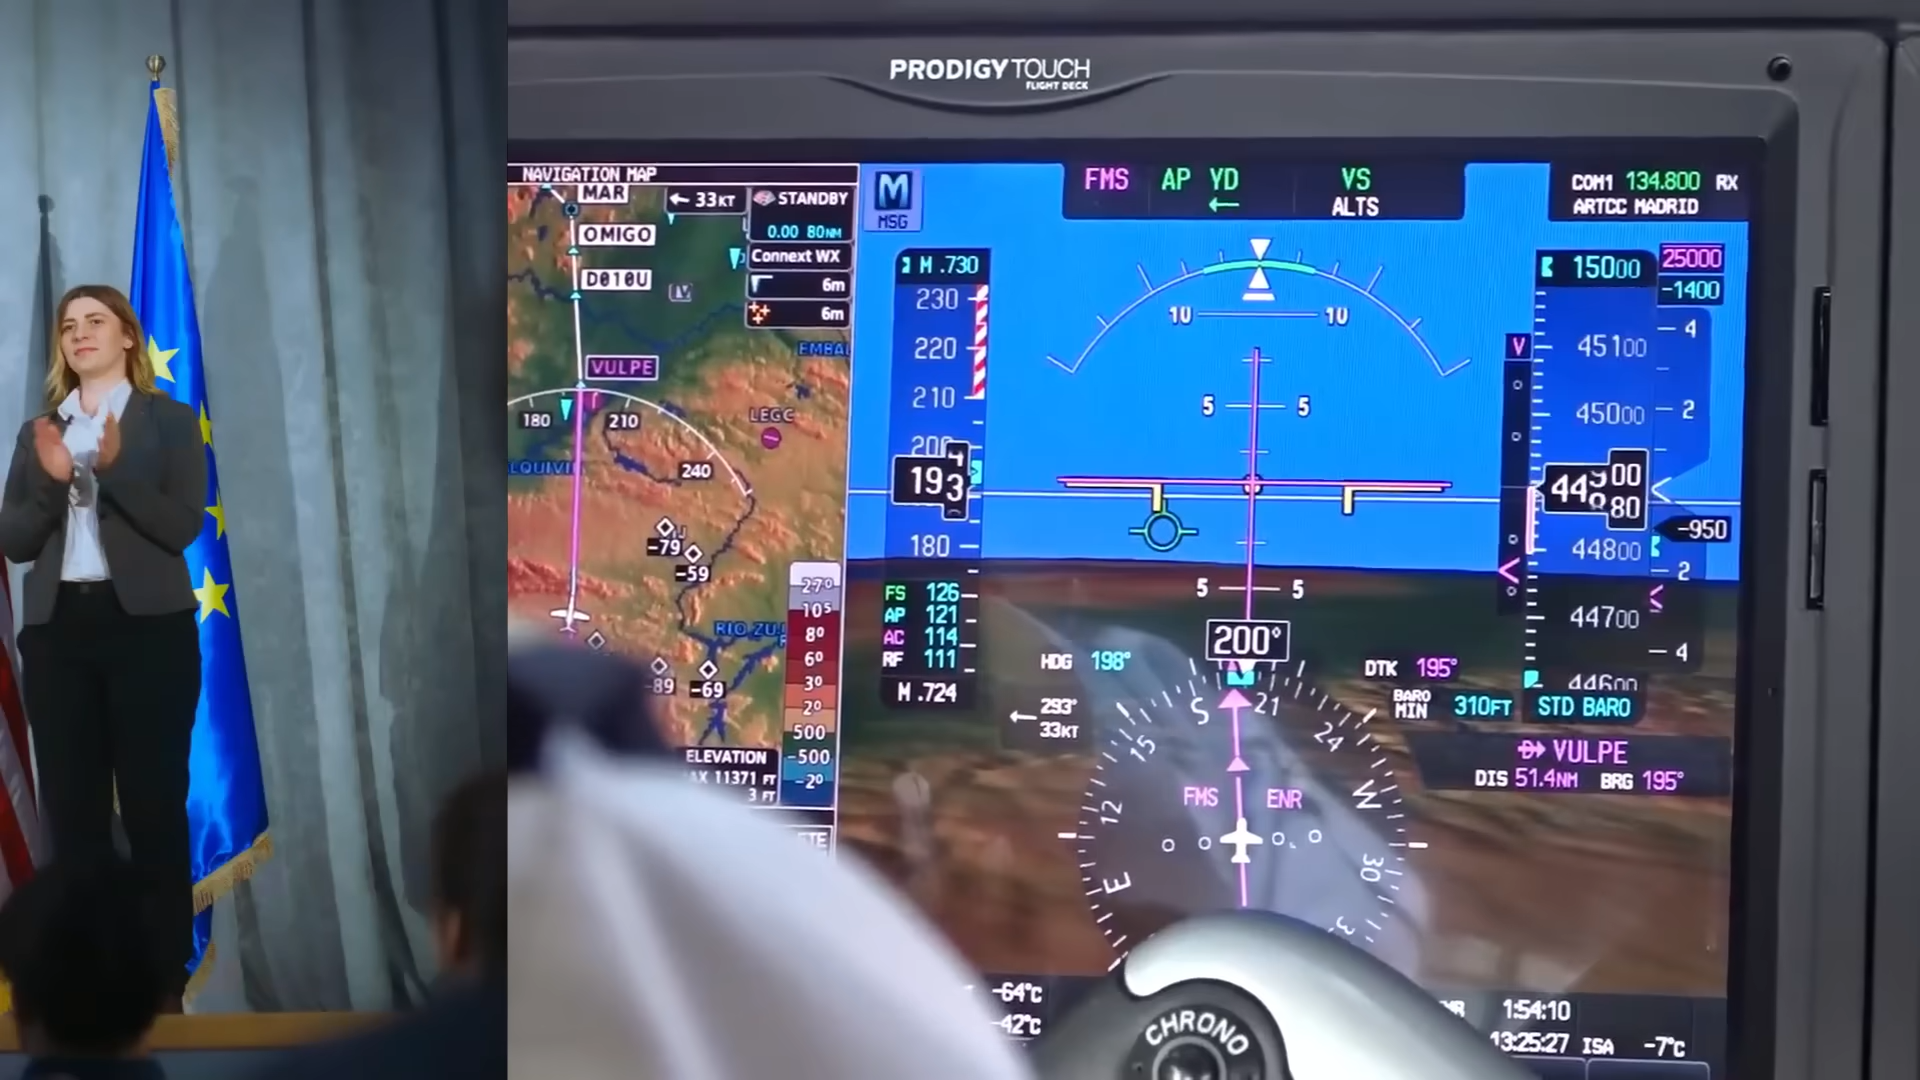 PRODIGY TOUCH
FLIGHT DECK
NAVIGATION MAP
MAR
33KT
STANDBY
0.00 80NM
OMIGO
Connext WX
D010U
6m
6m
VULPE
180
210
LEGC
240
-79
-59
-89
-69
27⁰
10⁵
8⁰
6⁰
3⁰
2⁰
500
-500
-2⁰
ELEVATION
11371 FT
3 FT
M
MSG
FMS AP YD VS
ALTS
COM1 134.800 RX
ARTCC MADRID
M .730
230
220
210
200
193
180
FS 126
AP 121
AC 114
RF 111
M .724
10 10
5 5
5 5
15000
25000
-1400
V
45100
45000
44800
44700
44600
4
2
-950
2
4
200°
HDG 198°
DTK 195°
293°
33KT
BARO
MIN
310FT
STD BARO
VULPE
DIS 51.4NM BRG 195°
FMS ENR
S 21 24 W 30 E 12 15
-64°C
-42°C
CHRONO
1:54:10
13:25:27 ISA -7°C